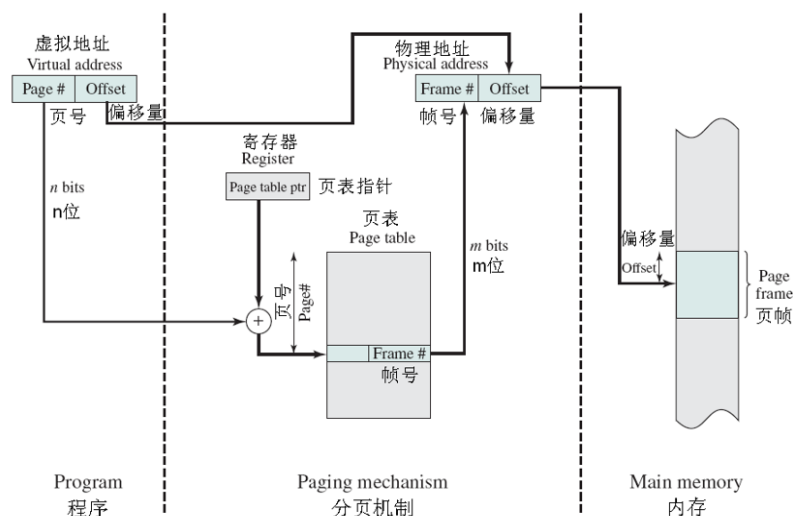 虚拟地址
Virtual address
Page # Offset
页号 偏移量
n bits
n位
物理地址
Physical address
Frame # Offset
帧号 偏移量
寄存器
Register
Page table ptr 页表指针
页表
Page table
页号
Page#
m bits
m位
Frame #
帧号
偏移量
Offset
Page
frame
页帧
Program
程序
Paging mechanism
分页机制
Main memory
内存